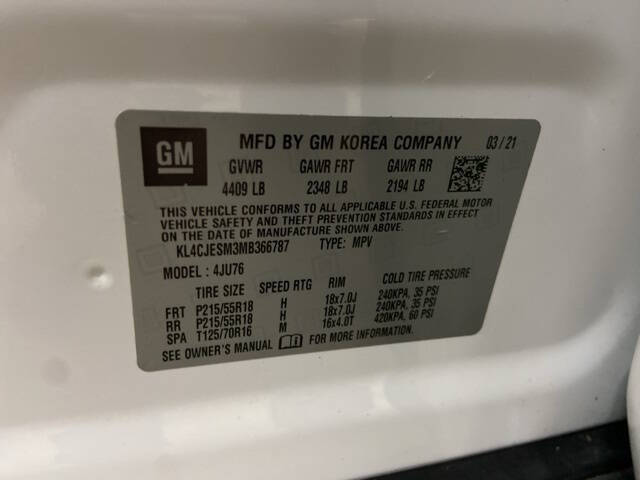 GM MFD BY GM KOREA COMPANY 03/21
GVWR GAWR FRT GAWR RR
4409 LB 2348 LB 2194 LB
THIS VEHICLE CONFORMS TO ALL APPLICABLE U.S. FEDERAL MOTOR
VEHICLE SAFETY AND THEFT PREVENTION STANDARDS IN EFFECT
ON THE DATE OF MANUFACTURE SHOWN ABOVE.
KL4CJESM3MB366787 TYPE: MPV
MODEL : 4JU76
TIRE SIZE SPEED RTG RIM COLD TIRE PRESSURE
FRT P215/55R18 H 18x7.0J 240KPA, 35 PSI
RR P215/55R18 H 18x7.0J 240KPA, 35 PSI
SPA T125/70R16 M 16x4.0T 420KPA, 60 PSI
SEE OWNER'S MANUAL FOR MORE INFORMATION.